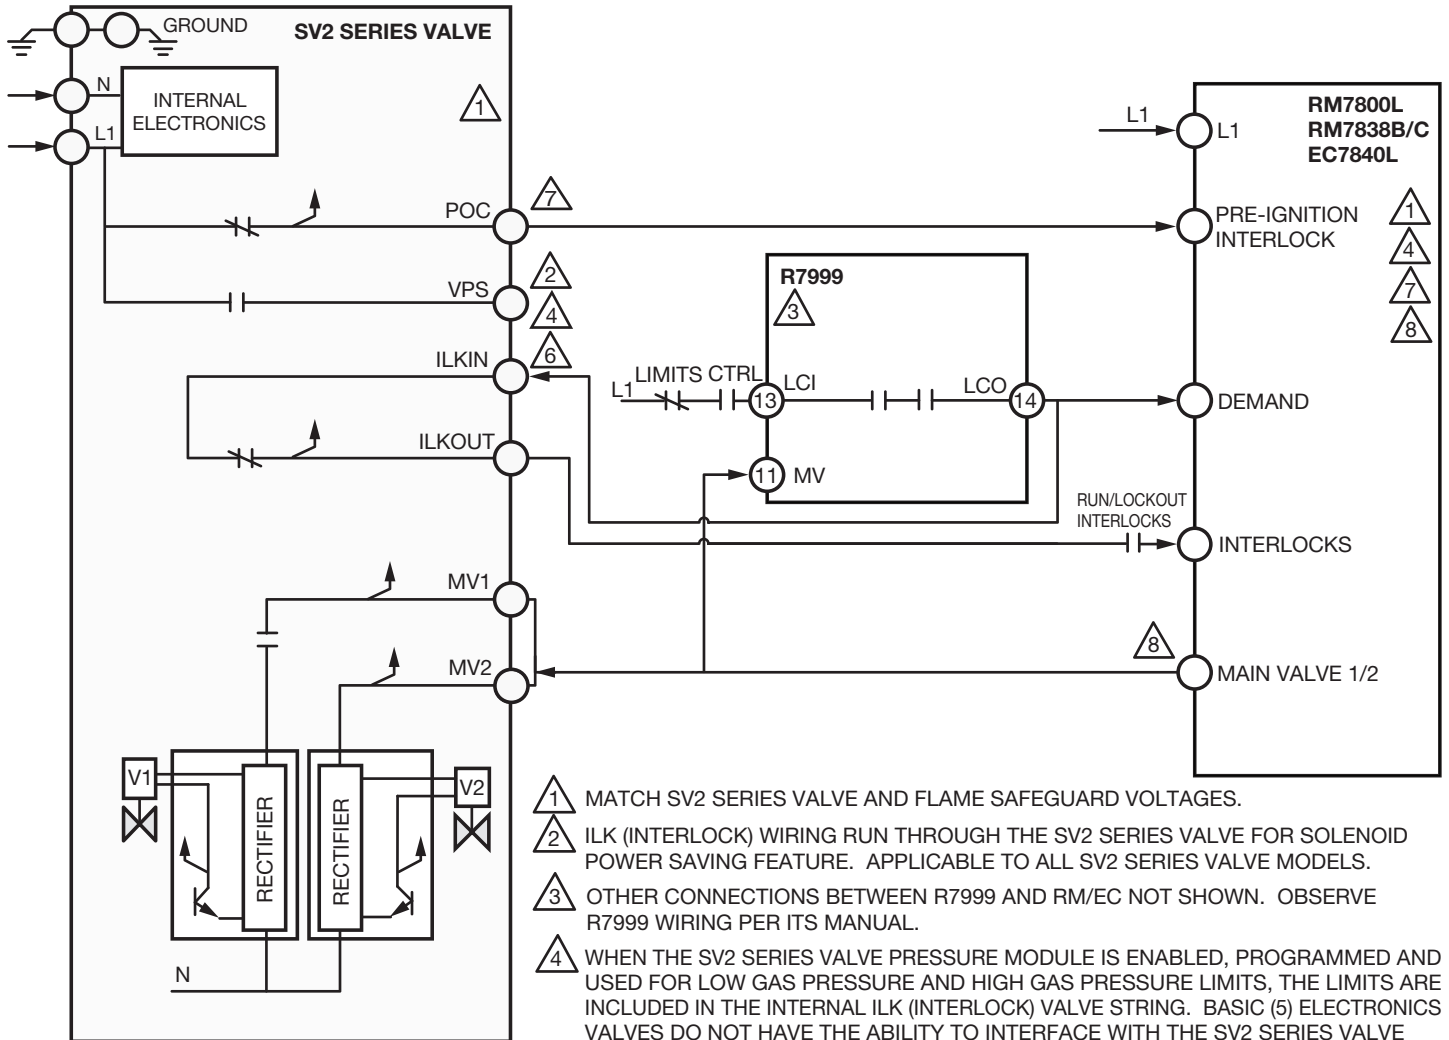 GROUND
SV2 SERIES VALVE
N
INTERNAL
ELECTRONICS
1
L1
RM7800L
RM7838B/C
EC7840L
L1
L1
POC
7
PRE-IGNITION
INTERLOCK
1
4
7
8
VPS
2
4
6
R7999
3
ILKIN
L1
LIMITS CTRL
13
LCI
LCO
14
DEMAND
ILKOUT
11
MV
RUN/LOCKOUT
INTERLOCKS
INTERLOCKS
MV1
MV2
8
MAIN VALVE 1/2
V1
RECTIFIER
RECTIFIER
V2
N
1 MATCH SV2 SERIES VALVE AND FLAME SAFEGUARD VOLTAGES.
2 ILK (INTERLOCK) WIRING RUN THROUGH THE SV2 SERIES VALVE FOR SOLENOID
POWER SAVING FEATURE. APPLICABLE TO ALL SV2 SERIES VALVE MODELS.
3 OTHER CONNECTIONS BETWEEN R7999 AND RM/EC NOT SHOWN. OBSERVE
R7999 WIRING PER ITS MANUAL.
4 WHEN THE SV2 SERIES VALVE PRESSURE MODULE IS ENABLED, PROGRAMMED AND
USED FOR LOW GAS PRESSURE AND HIGH GAS PRESSURE LIMITS, THE LIMITS ARE
INCLUDED IN THE INTERNAL ILK (INTERLOCK) VALVE STRING. BASIC (5) ELECTRONICS
VALVES DO NOT HAVE THE ABILITY TO INTERFACE WITH THE SV2 SERIES VALVE